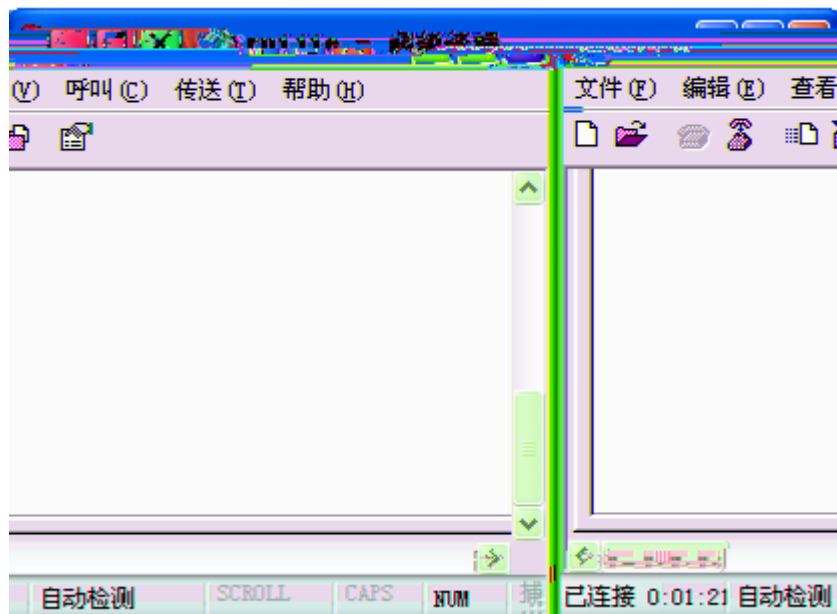 (V) 呼叫(C) 传送(T) 帮助(H) 文件(F) 编辑(E) 查看
自动检测 SCROLL CAPS NUM 捕 已连接 0:01:21 自动检测